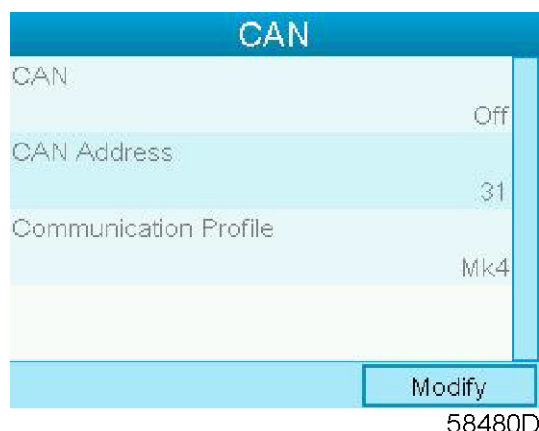 CAN
CAN
Off
CAN Address
31
Communication Profile
Mk4
Modify
58480D